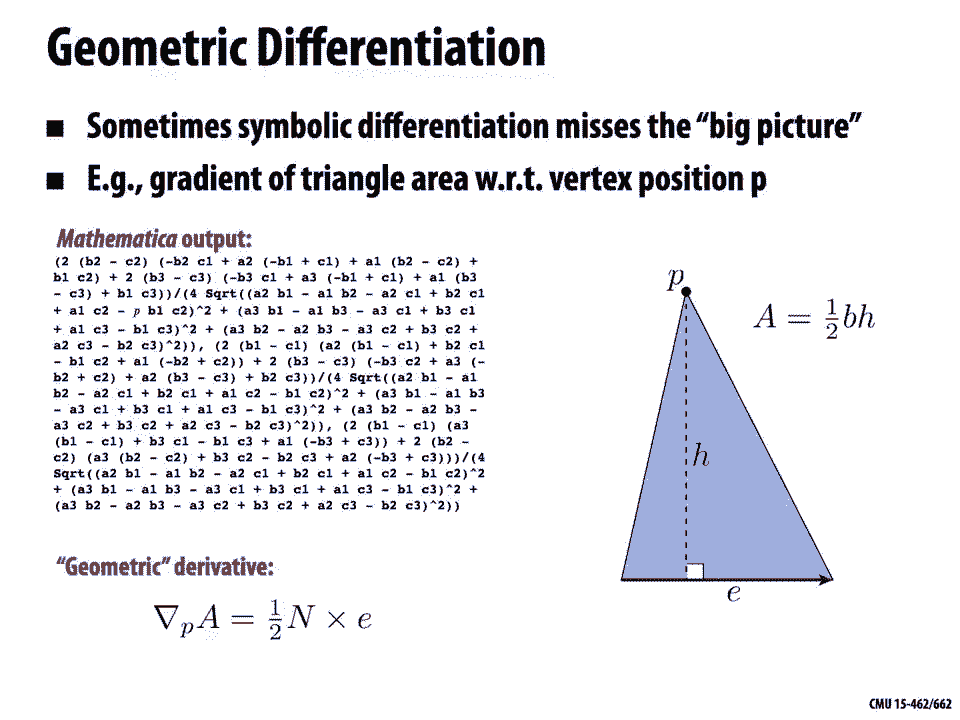 Geometric Differentiation
■ Sometimes symbolic differentiation misses the “big picture”
■ E.g., gradient of triangle area w.r.t. vertex position p
Mathematica output:
(2 (b2 - c2) (-b2 c1 + a2 (-b1 + c1) + a1 (b2 - c2) +
b1 c2) + 2 (b3 - c3) (-b3 c1 + a3 (-b1 + c1) + a1 (b3
- c3) + b1 c3))/(4 Sqrt((a2 b1 - a1 b2 - a2 c1 + b2 c1
+ a1 c2 - p b1 c2)^2 + (a3 b1 - a1 b3 - a3 c1 + b3 c1
+ a1 c3 - b1 c3)^2 + (a3 b2 - a2 b3 - a3 c2 + b3 c2 +
a2 c3 - b2 c3)^2)), (2 (b1 - c1) (a2 (b1 - c1) + b2 c1
- b1 c2 + a1 (-b2 + c2)) + 2 (b3 - c3) (-b3 c2 + a3 (-
b2 + c2) + a2 (b3 - c3) + b2 c3))/(4 Sqrt((a2 b1 - a1
b2 - a2 c1 + b2 c1 + a1 c2 - b1 c2)^2 + (a3 b1 - a1 b3
- a3 c1 + b3 c1 + a1 c3 - b1 c3)^2 + (a3 b2 - a2 b3 -
a3 c2 + b3 c2 + a2 c3 - b2 c3)^2)), (2 (b1 - c1) (a3
(b1 - c1) + b3 c1 - b1 c3 + a1 (-b3 + c3)) + 2 (b2 -
c2) (a3 (b2 - c2) + b3 c2 - b2 c3 + a2 (-b3 + c3)))/(4
Sqrt((a2 b1 - a1 b2 - a2 c1 + b2 c1 + a1 c2 - b1 c2)^2
+ (a3 b1 - a1 b3 - a3 c1 + b3 c1 + a1 c3 - b1 c3)^2 +
(a3 b2 - a2 b3 - a3 c2 + b3 c2 + a2 c3 - b2 c3)^2))
“Geometric” derivative:
∇ₚA = ½N × e
p
A = ½bh
h
e
CMU 15-462/662